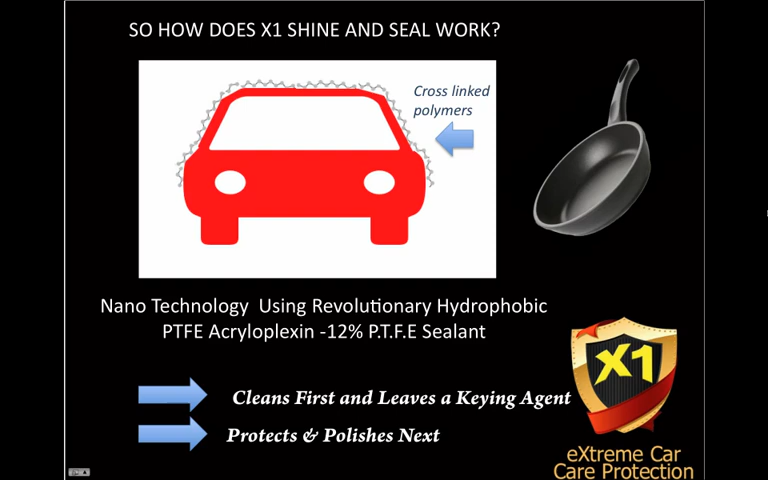 SO HOW DOES X1 SHINE AND SEAL WORK?
Cross linked
polymers
Nano Technology Using Revolutionary Hydrophobic
PTFE Acryloplexin -12% P.T.F.E Sealant
Cleans First and Leaves a Keying Agent
Protects & Polishes Next
X1
eXtreme Car
Care Protection